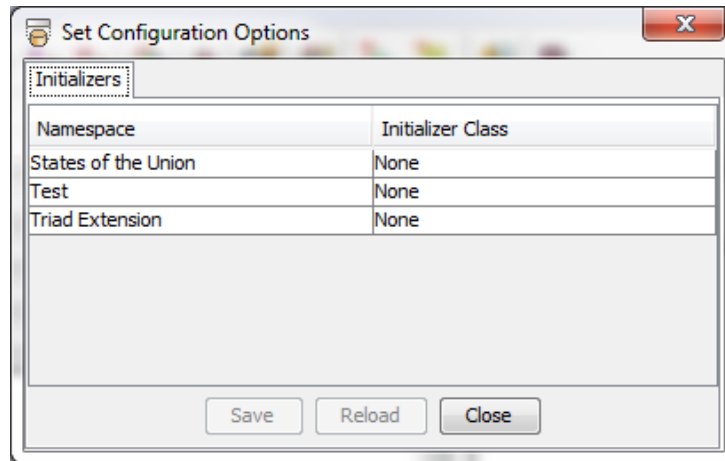 Set Configuration Options
Initializers
Namespace Initializer Class
States of the Union None
Test None
Triad Extension None
Save Reload Close